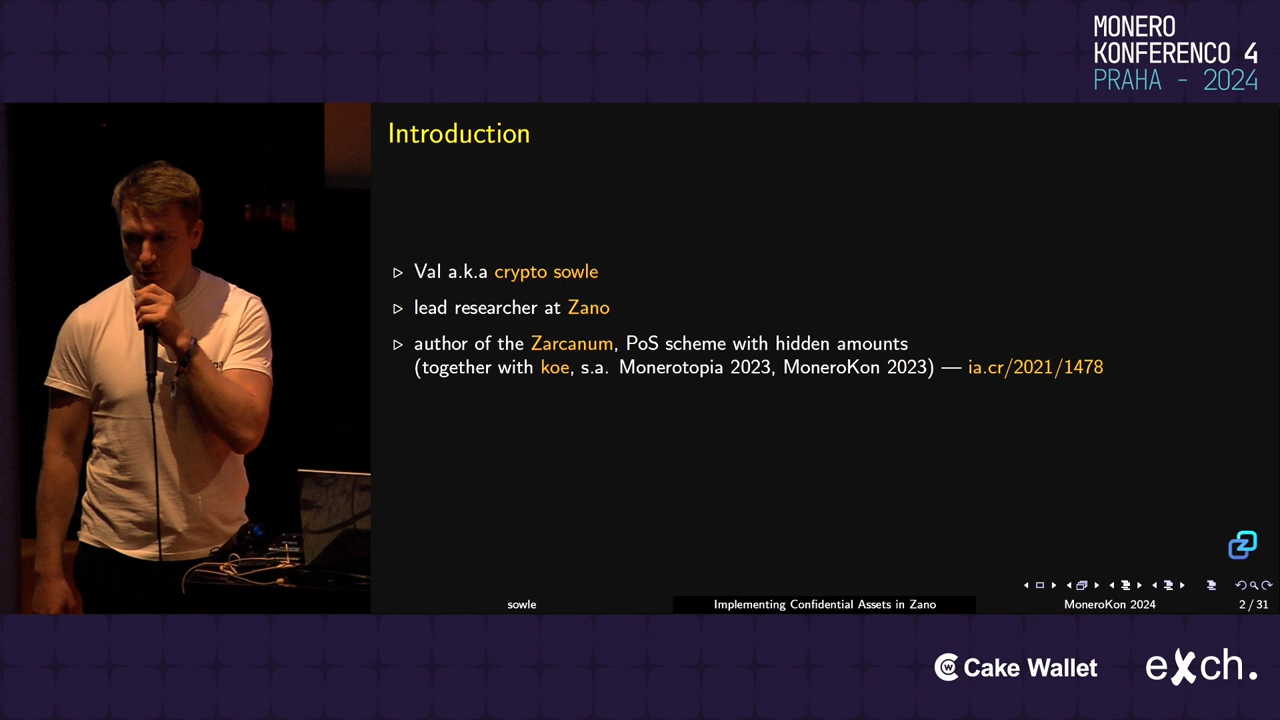 MONERO
KONFERENCO 4
PRAHA - 2024
Introduction
Val a.k.a crypto sowle
lead researcher at Zano
author of the Zarcanum, PoS scheme with hidden amounts
(together with koe, s.a. Monerotopia 2023, MoneroKon 2023) — ia.cr/2021/1478
sowle
Implementing Confidential Assets in Zano
MoneroKon 2024
2 / 31
Cake Wallet
eXch.